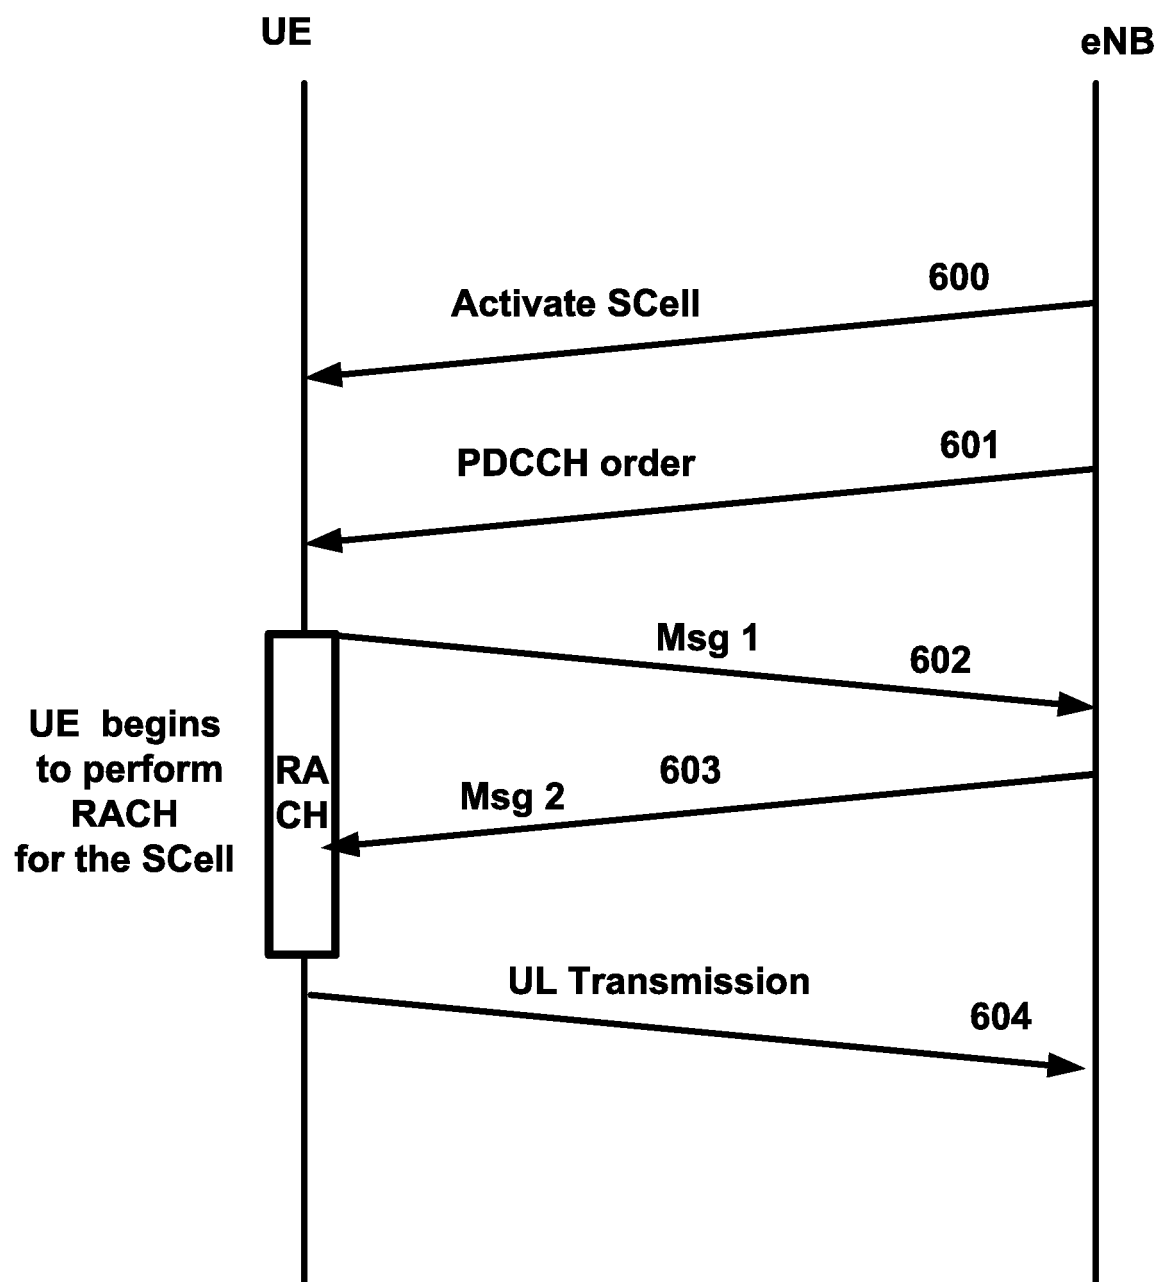 UE
eNB
600
Activate SCell
601
PDCCH order
Msg 1
602
UE begins
to perform
RACH
for the SCell
RA
CH
603
Msg 2
UL Transmission
604